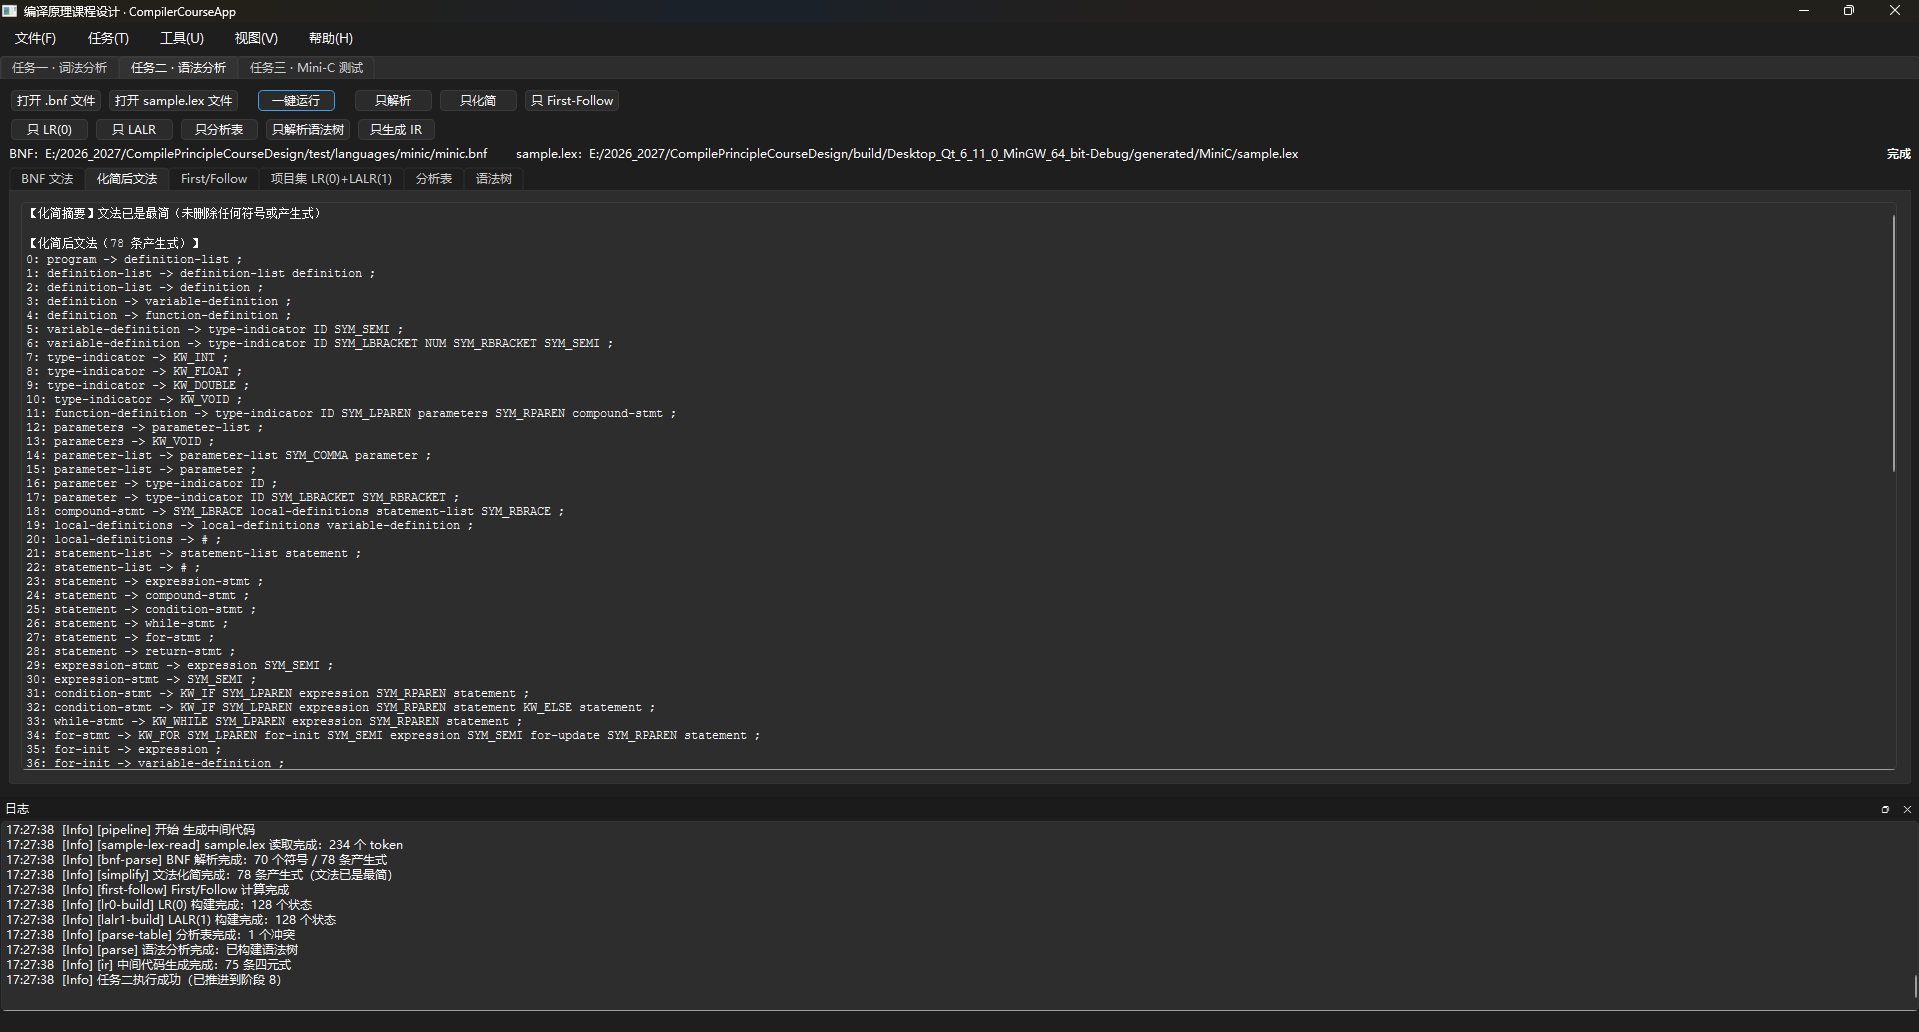 编译原理课程设计 · CompilerCourseApp
文件(F) 任务(T) 工具(U) 视图(V) 帮助(H)
任务一 · 词法分析 任务二 · 语法分析 任务三 · Mini-C 测试
打开 .bnf 文件 打开 sample.lex 文件 一键运行 只解析 只化简 只 First-Follow
只 LR(0) 只 LALR 只分析表 只解析语法树 只生成 IR
BNF: E:/2026_2027/CompilePrincipleCourseDesign/test/languages/minic/minic.bnf sample.lex: E:/2026_2027/CompilePrincipleCourseDesign/build/Desktop_Qt_6_11_0_MinGW_64_bit-Debug/generated/MiniC/sample.lex 完成
BNF 文法 化简后文法 First/Follow 项目集 LR(0)+LALR(1) 分析表 语法树
【化简摘要】文法已是最简（未删除任何符号或产生式）
【化简后文法（78 条产生式）】
0: program -> definition-list ;
1: definition-list -> definition-list definition ;
2: definition-list -> definition ;
3: definition -> variable-definition ;
4: definition -> function-definition ;
5: variable-definition -> type-indicator ID SYM_SEMI ;
6: variable-definition -> type-indicator ID SYM_LBRACKET NUM SYM_RBRACKET SYM_SEMI ;
7: type-indicator -> KW_INT ;
8: type-indicator -> KW_FLOAT ;
9: type-indicator -> KW_DOUBLE ;
10: type-indicator -> KW_VOID ;
11: function-definition -> type-indicator ID SYM_LPAREN parameters SYM_RPAREN compound-stmt ;
12: parameters -> parameter-list ;
13: parameters -> KW_VOID ;
14: parameter-list -> parameter-list SYM_COMMA parameter ;
15: parameter-list -> parameter ;
16: parameter -> type-indicator ID ;
17: parameter -> type-indicator ID SYM_LBRACKET SYM_RBRACKET ;
18: compound-stmt -> SYM_LBRACE local-definitions statement-list SYM_RBRACE ;
19: local-definitions -> local-definitions variable-definition ;
20: local-definitions -> # ;
21: statement-list -> statement-list statement ;
22: statement-list -> # ;
23: statement -> expression-stmt ;
24: statement -> compound-stmt ;
25: statement -> condition-stmt ;
26: statement -> while-stmt ;
27: statement -> for-stmt ;
28: statement -> return-stmt ;
29: expression-stmt -> expression SYM_SEMI ;
30: expression-stmt -> SYM_SEMI ;
31: condition-stmt -> KW_IF SYM_LPAREN expression SYM_RPAREN statement ;
32: condition-stmt -> KW_IF SYM_LPAREN expression SYM_RPAREN statement KW_ELSE statement ;
33: while-stmt -> KW_WHILE SYM_LPAREN expression SYM_RPAREN statement ;
34: for-stmt -> KW_FOR SYM_LPAREN for-init SYM_SEMI expression SYM_SEMI for-update SYM_RPAREN statement ;
35: for-init -> expression ;
36: for-init -> variable-definition ;
日志
17:27:38 [Info] [pipeline] 开始 生成中间代码
17:27:38 [Info] [sample-lex-read] sample.lex 读取完成: 234 个 token
17:27:38 [Info] [bnf-parse] BNF 解析完成: 70 个符号 / 78 条产生式
17:27:38 [Info] [simplify] 文法化简完成: 78 条产生式（文法已是最简）
17:27:38 [Info] [first-follow] First/Follow 计算完成
17:27:38 [Info] [lr0-build] LR(0) 构建完成: 128 个状态
17:27:38 [Info] [lalr1-build] LALR(1) 构建完成: 128 个状态
17:27:38 [Info] [parse-table] 分析表完成: 1 个冲突
17:27:38 [Info] [parse] 语法分析完成: 已构建语法树
17:27:38 [Info] [ir] 中间代码生成完成: 75 条四元式
17:27:38 [Info] 任务二执行成功（已推进到阶段 8）